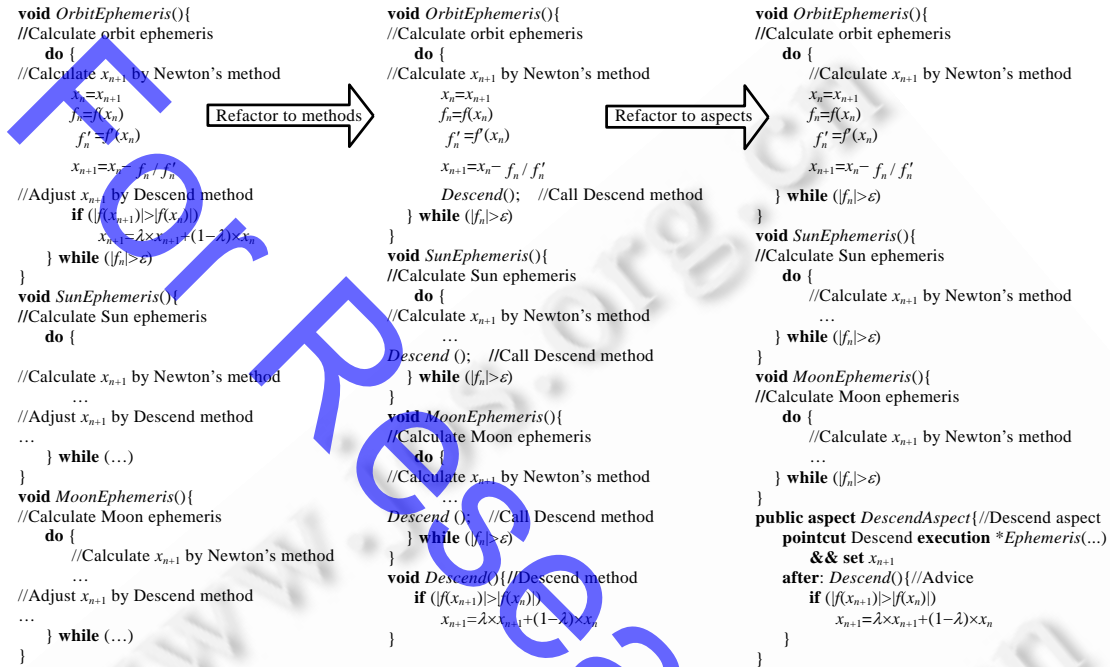 void OrbitEphemeris(){
//Calculate orbit ephemeris
do {
//Calculate xn+1 by Newton's method
xn=xn+1
fn=f(xn)
f′n=f′(xn)
xn+1=xn− fn / f′n
//Adjust xn+1 by Descend method
if (|f(xn+1)|>|f(xn)|)
xn+1=λ×xn+1+(1−λ)×xn
} while (|fn|>ε)
}
void SunEphemeris(){
//Calculate Sun ephemeris
do {
//Calculate xn+1 by Newton's method
…
//Adjust xn+1 by Descend method
…
} while (…)
}
void MoonEphemeris(){
//Calculate Moon ephemeris
do {
//Calculate xn+1 by Newton's method
…
//Adjust xn+1 by Descend method
…
} while (…)
}
Refactor to methods
void OrbitEphemeris(){
//Calculate orbit ephemeris
do {
//Calculate xn+1 by Newton's method
xn=xn+1
fn=f(xn)
f′n=f′(xn)
xn+1=xn− fn / f′n
Descend(); //Call Descend method
} while (|fn|>ε)
}
void SunEphemeris(){
//Calculate Sun ephemeris
do {
//Calculate xn+1 by Newton's method
…
Descend (); //Call Descend method
} while (|fn|>ε)
}
void MoonEphemeris(){
//Calculate Moon ephemeris
do {
//Calculate xn+1 by Newton's method
…
Descend (); //Call Descend method
} while (|fn|>ε)
}
void Descend(){//Descend method
if (|f(xn+1)|>|f(xn)|)
xn+1=λ×xn+1+(1−λ)×xn
}
Refactor to aspects
void OrbitEphemeris(){
//Calculate orbit ephemeris
do {
//Calculate xn+1 by Newton's method
xn=xn+1
fn=f(xn)
f′n=f′(xn)
xn+1=xn− fn / f′n
} while (|fn|>ε)
}
void SunEphemeris(){
//Calculate Sun ephemeris
do {
//Calculate xn+1 by Newton's method
…
} while (|fn|>ε)
}
void MoonEphemeris(){
//Calculate Moon ephemeris
do {
//Calculate xn+1 by Newton's method
…
} while (|fn|>ε)
}
public aspect DescendAspect{//Descend aspect
pointcut Descend execution *Ephemeris(...)
&& set xn+1
after: Descend(){//Advice
if (|f(xn+1)|>|f(xn)|)
xn+1=λ×xn+1+(1−λ)×xn
}
}
For Rese
.org.cn